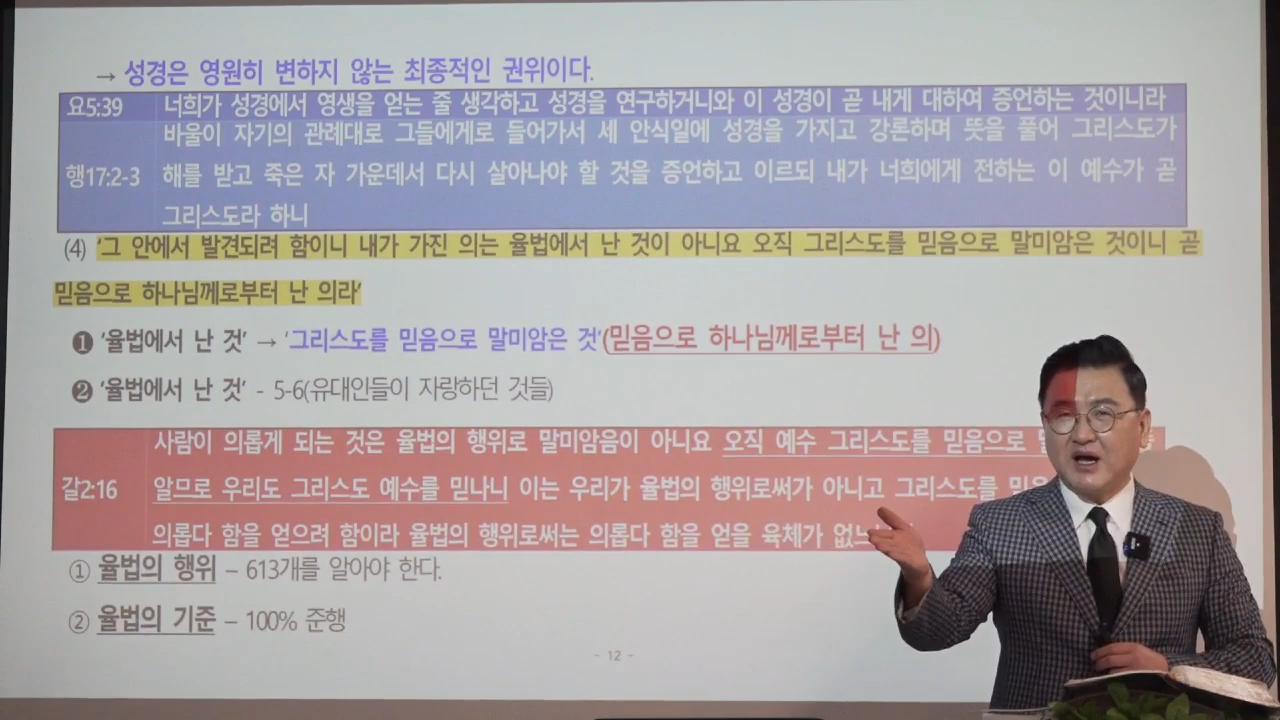 → 성경은 영원히 변하지 않는 최종적인 권위이다.
요5:39 너희가 성경에서 영생을 얻는 줄 생각하고 성경을 연구하거니와 이 성경이 곧 내게 대하여 증언하는 것이니라
바울이 자기의 관례대로 그들에게로 들어가서 세 안식일에 성경을 가지고 강론하며 뜻을 풀어 그리스도가
행17:2-3 해를 받고 죽은 자 가운데서 다시 살아나야 할 것을 증언하고 이르되 내가 너희에게 전하는 이 예수가 곧
그리스도라 하니
(4) '그 안에서 발견되려 함이니 내가 가진 의는 율법에서 난 것이 아니요 오직 그리스도를 믿음으로 말미암은 것이니 곧
믿음으로 하나님께로부터 난 의라'
❶ '율법에서 난 것' → '그리스도를 믿음으로 말미암은 것'(믿음으로 하나님께로부터 난 의)
❷ '율법에서 난 것' - 5-6(유대인들이 자랑하던 것들)
사람이 의롭게 되는 것은 율법의 행위로 말미암음이 아니요 오직 예수 그리스도를 믿음으로
갈2:16 알므로 우리도 그리스도 예수를 믿나니 이는 우리가 율법의 행위로써가 아니고 그리스도를
의롭다 함을 얻으려 함이라 율법의 행위로써는 의롭다 함을 얻을 육체가
① 율법의 행위 – 613개를 알아야 한다.
② 율법의 기준 – 100% 준행
- 12 -